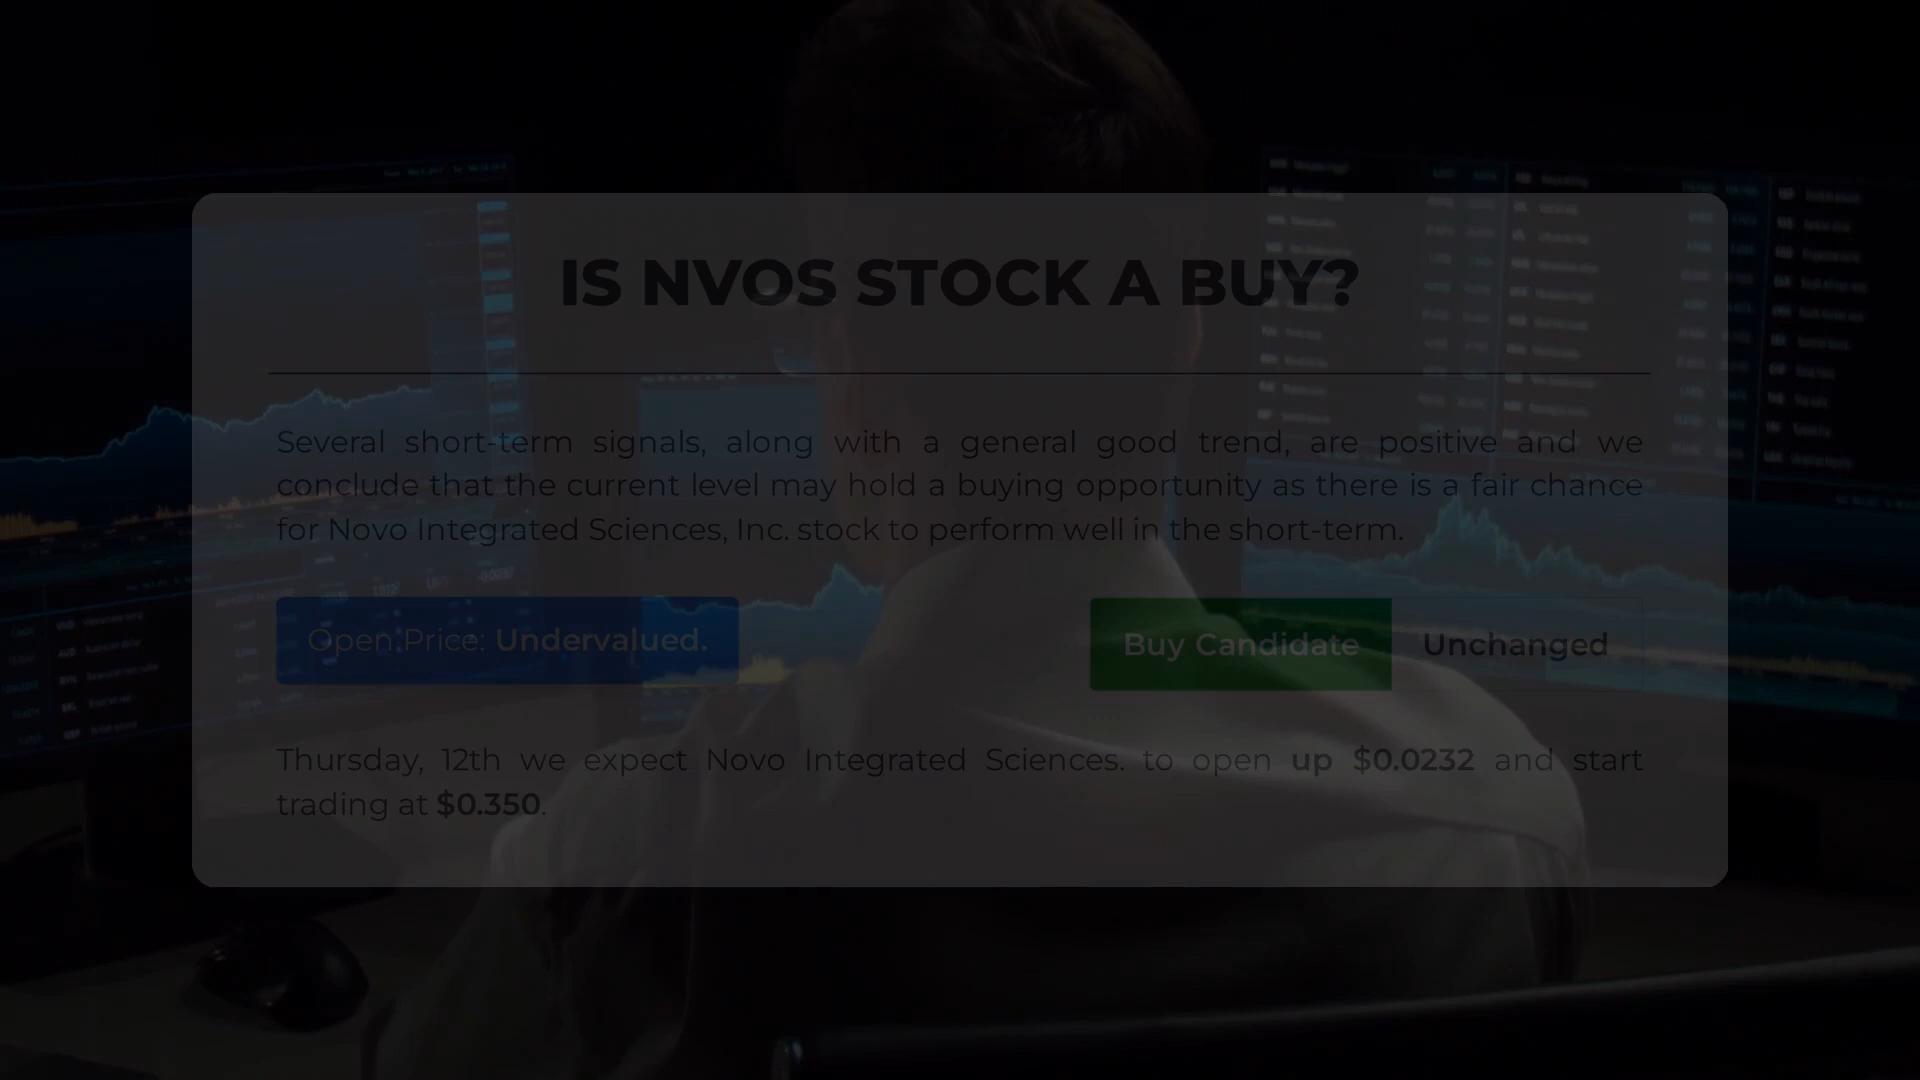 IS NVOS STOCK A BUY?
Several short-term signals, along with a general good trend, are positive and we
conclude that the current level may hold a buying opportunity as there is a fair chance
for Novo Integrated Sciences, Inc. stock to perform well in the short-term.
Open Price: Undervalued.
Buy Candidate Unchanged
Thursday, 12th we expect Novo Integrated Sciences. to open up $0.0232 and start
trading at $0.350.